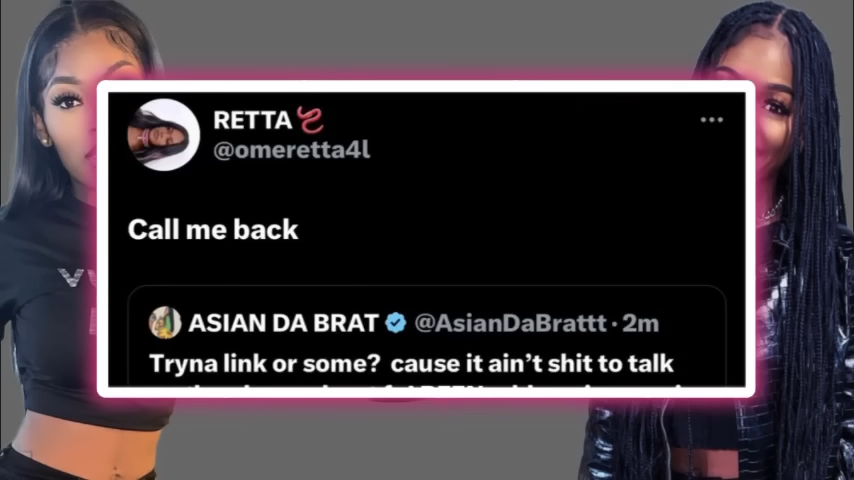 RETTA
@omeretta4l
Call me back
ASIAN DA BRAT @AsianDaBrattt · 2m
Tryna link or some? cause it ain't shit to talk